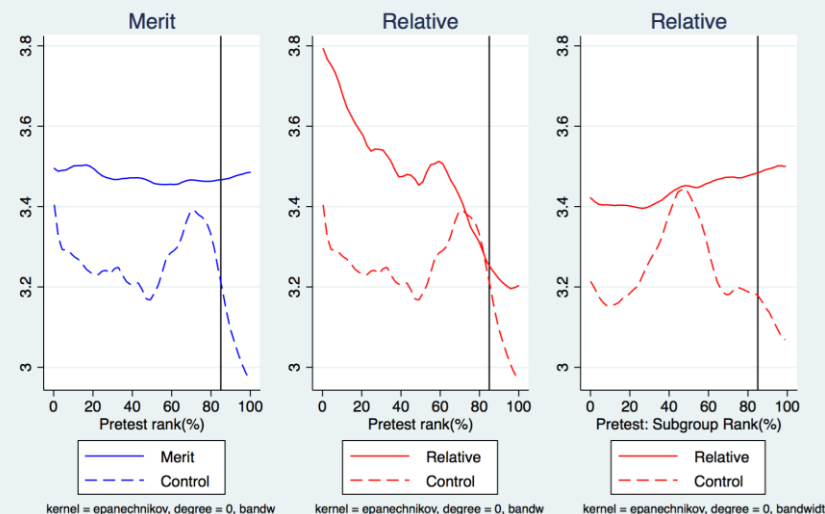 Merit
3.8
3.6
3.4
3.2
3
0 20 40 60 80 100
Pretest rank(%)
Merit
Control
kernel = epanechnikov, degree = 0, bandw
Relative
3.8
3.6
3.4
3.2
3
0 20 40 60 80 100
Pretest rank(%)
Relative
Control
kernel = epanechnikov, degree = 0, bandw
Relative
3.8
3.6
3.4
3.2
3
0 20 40 60 80 100
Pretest: Subgroup Rank(%)
Relative
Control
kernel = epanechnikov, degree = 0, bandwidt